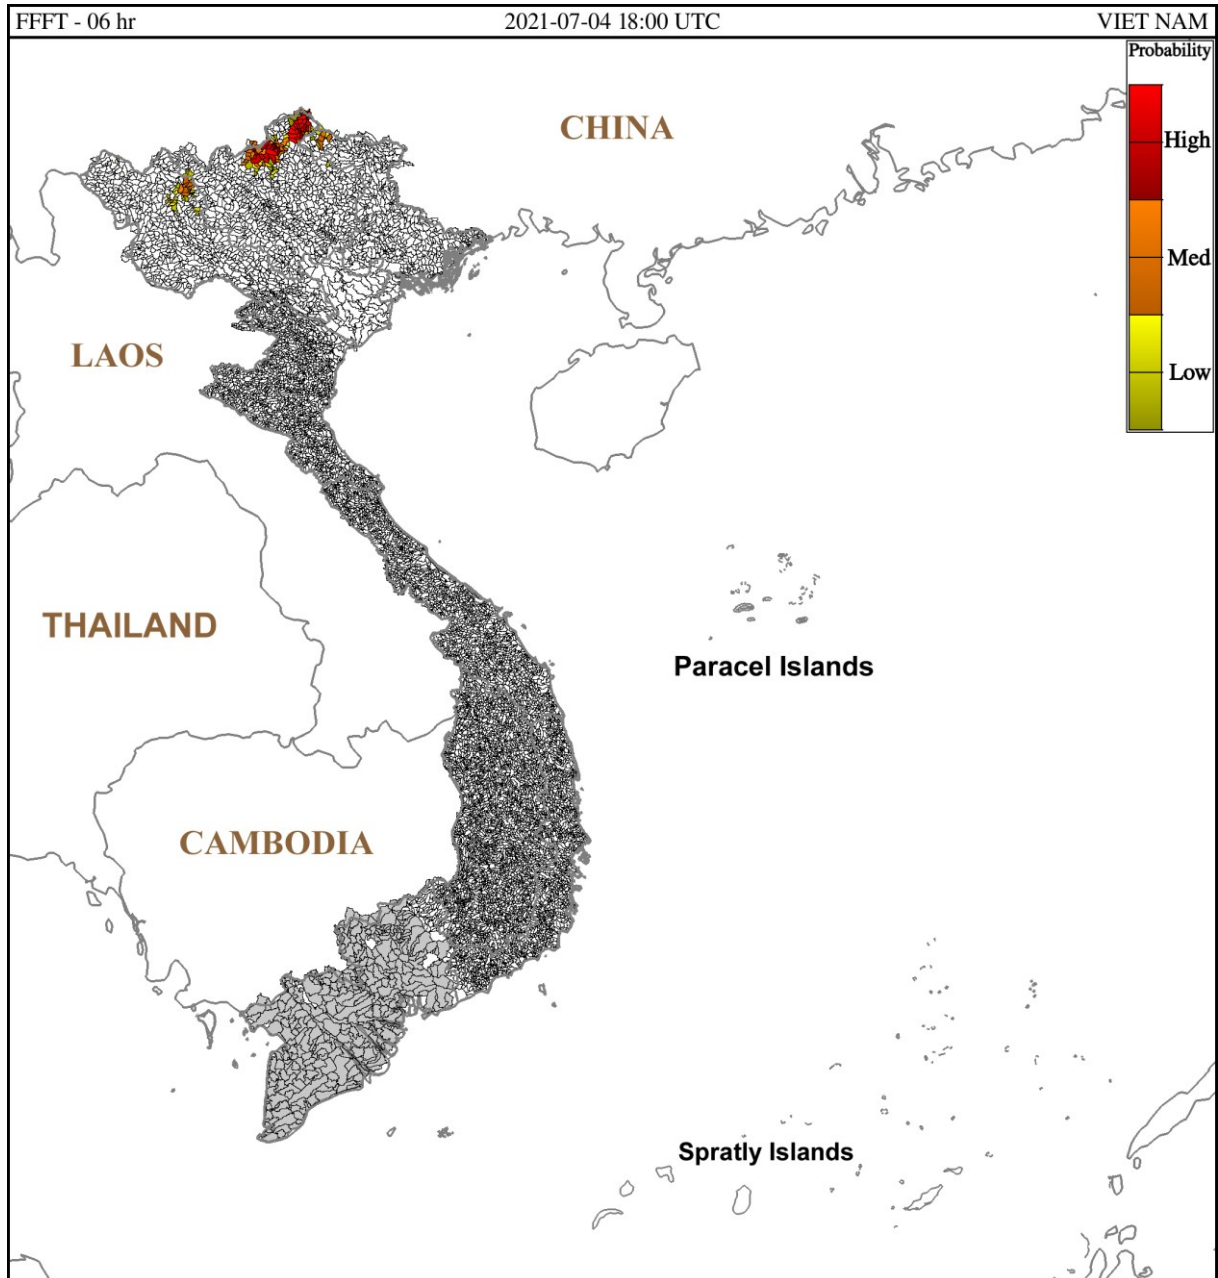 FFFT - 06 hr
2021-07-04 18:00 UTC
VIET NAM
Probability
High
Med
Low
CHINA
LAOS
THAILAND
Paracel Islands
CAMBODIA
Spratly Islands